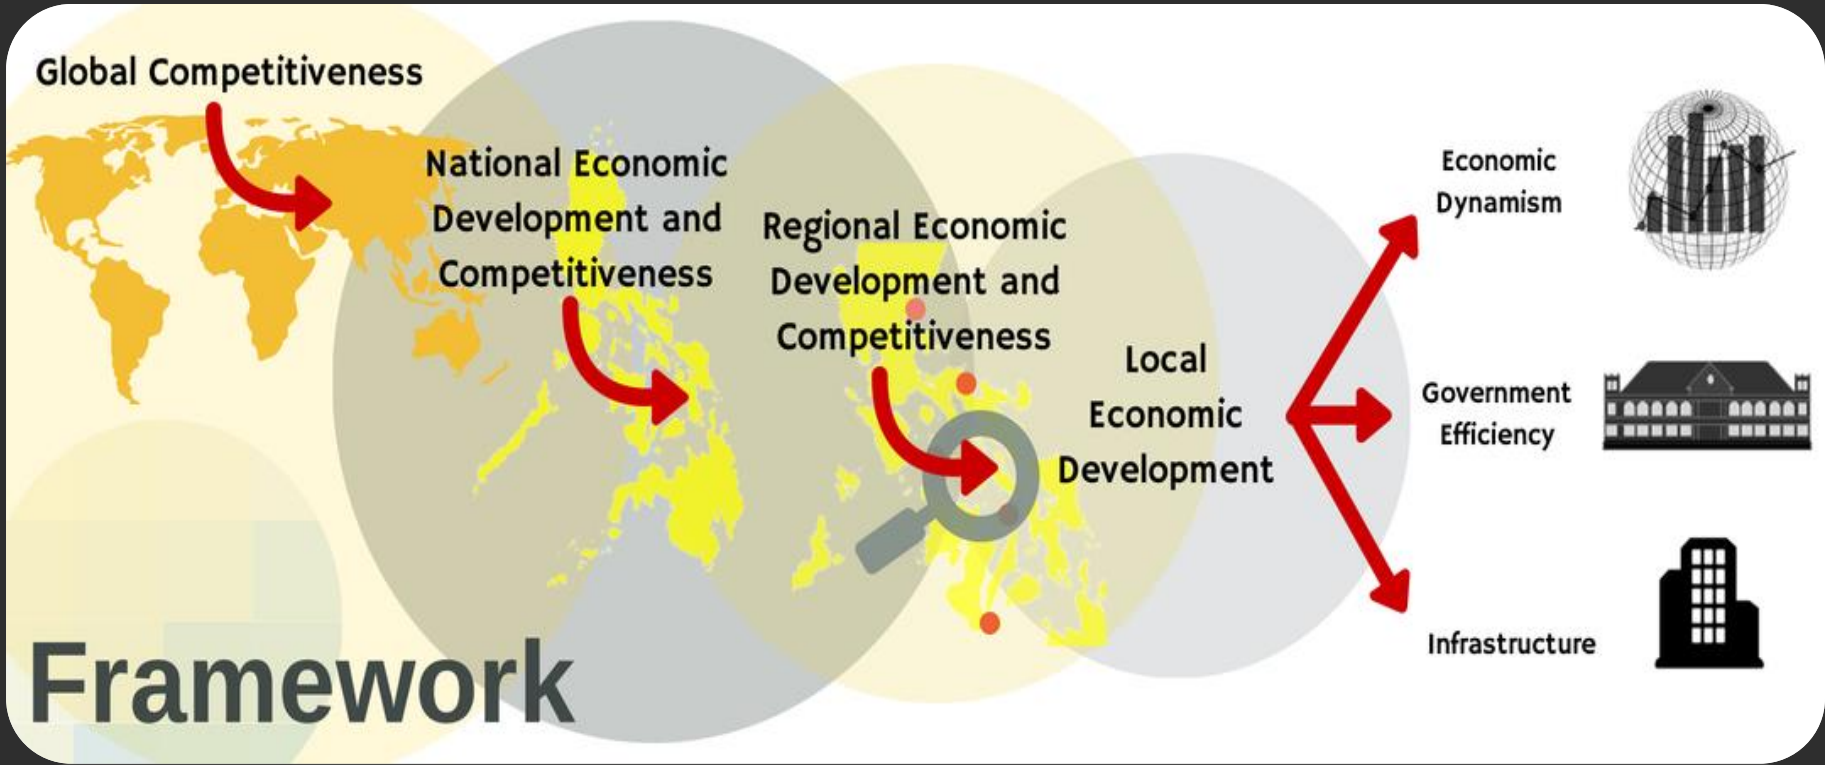 Global Competitiveness
National Economic
Development and
Competitiveness
Regional Economic
Development and
Competitiveness
Local
Economic
Development
Economic
Dynamism
Government
Efficiency
Infrastructure
Framework